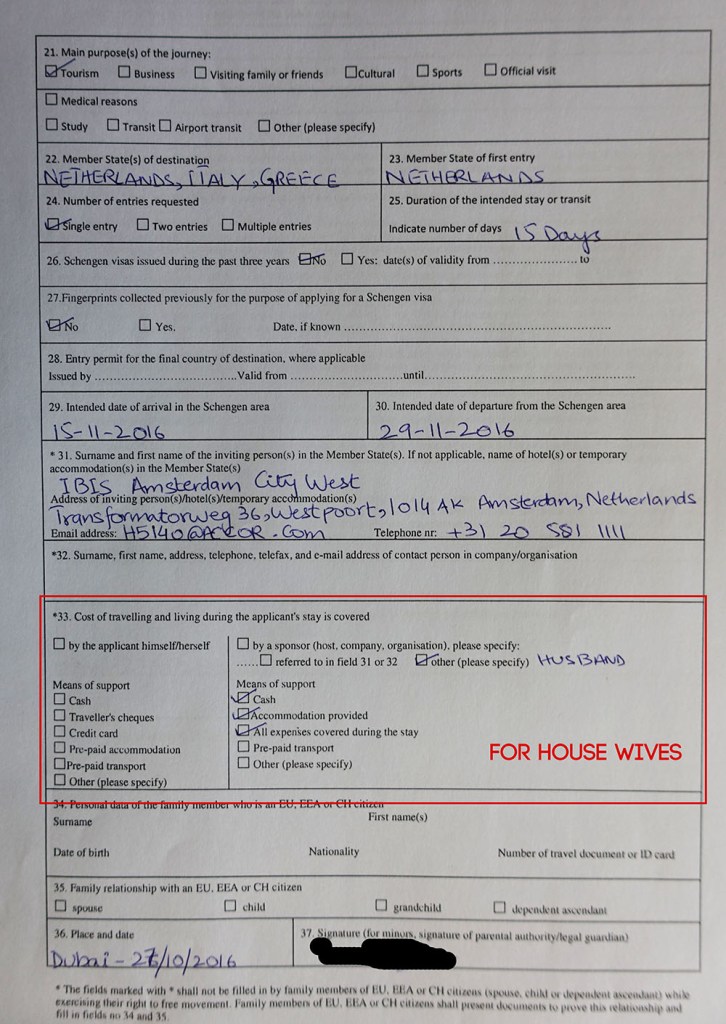 21. Main purpose(s) of the journey:
☑Tourism ☐ Business ☐ Visiting family or friends ☐Cultural ☐ Sports ☐ Official visit
☐ Medical reasons
☐ Study ☐ Transit ☐ Airport transit ☐ Other (please specify)
22. Member State(s) of destination
NETHERLANDS, ITALY, GREECE
23. Member State of first entry
NETHERLANDS
24. Number of entries requested
☑Single entry ☐ Two entries ☐ Multiple entries
25. Duration of the intended stay or transit
Indicate number of days 15 Days
26. Schengen visas issued during the past three years ☑No ☐ Yes: date(s) of validity from ........................ to
27.Fingerprints collected previously for the purpose of applying for a Schengen visa
☑No ☐ Yes. Date, if known ........................................................................
28. Entry permit for the final country of destination, where applicable
Issued by ......................................Valid from ..............................until.........................................................
29. Intended date of arrival in the Schengen area
15-11-2016
30. Intended date of departure from the Schengen area
29-11-2016
* 31. Surname and first name of the inviting person(s) in the Member State(s). If not applicable, name of hotel(s) or temporary
accommodation(s) in the Member State(s)
IBIS Amsterdam City West
Address of inviting person(s)/hotel(s)/temporary accommodation(s)
Transformatorweg 36, Westpoort, 1014 AK Amsterdam, Netherlands
Email address: H5140@ACCOR.Com Telephone nr: +31 20 581 1111
*32. Surname, first name, address, telephone, telefax, and e-mail address of contact person in company/organisation
*33. Cost of travelling and living during the applicant's stay is covered
☐ by the applicant himself/herself
Means of support
☐ Cash
☐ Traveller's cheques
☐ Credit card
☐ Pre-paid accommodation
☐Pre-paid transport
☐ Other (please specify)
☐ by a sponsor (host, company, organisation), please specify:
......☐ referred to in field 31 or 32 ☑other (please specify) HUSBAND
Means of support
☑Cash
☑Accommodation provided
☑All expenses covered during the stay
☐ Pre-paid transport
☐ Other (please specify)
FOR HOUSE WIVES
34. Personal data of the family member who is an EU, EEA or CH citizen
Surname First name(s)
Date of birth Nationality Number of travel document or ID card
35. Family relationship with an EU, EEA or CH citizen
☐ spouse ☐ child ☐ grandchild ☐ dependent ascendant
36. Place and date
Dubai - 27/10/2016
37. Signature (for minors, signature of parental authority/legal guardian)
* The fields marked with * shall not be filled in by family members of EU, EEA or CH citizens (spouse, child or dependent ascendant) while
exercising their right to free movement. Family members of EU, EEA or CH citizens shall present documents to prove this relationship and
fill in fields no 34 and 35.